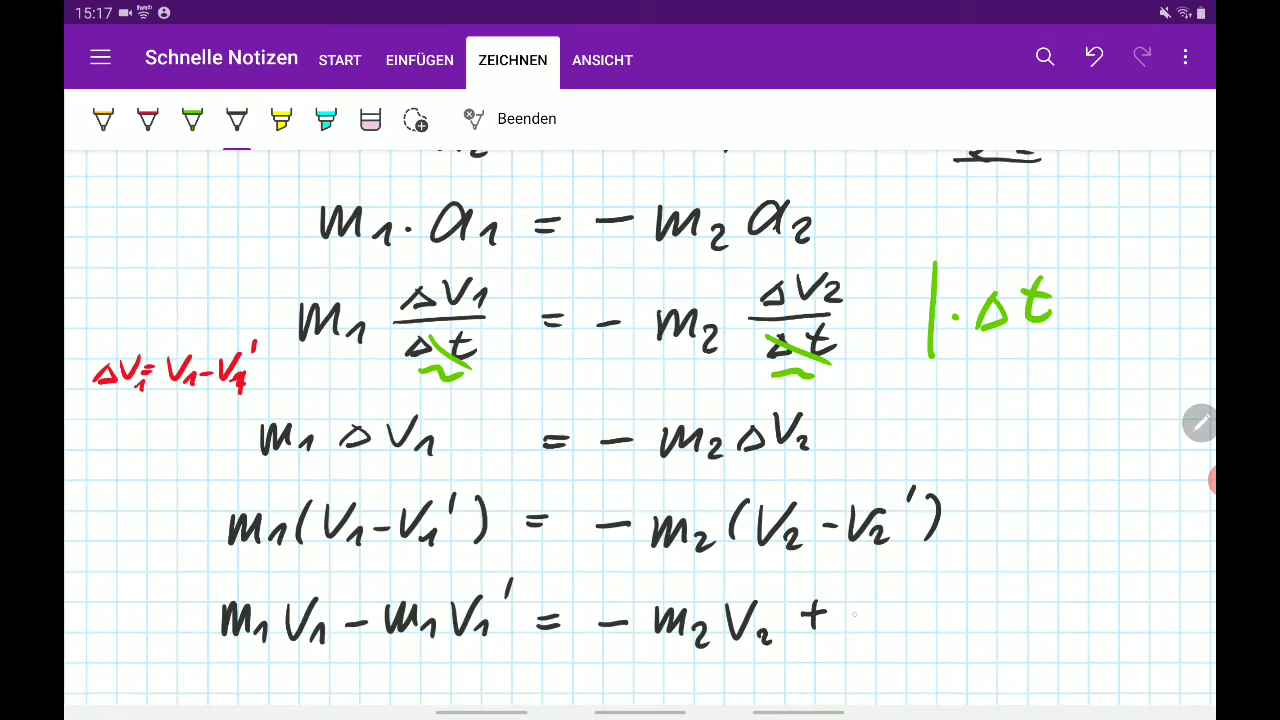 15:17
Schnelle Notizen START EINFÜGEN ZEICHNEN ANSICHT
Beenden
m₁ · a₁ = - m₂ a₂
m₁ Δv₁/Δt = - m₂ Δv₂/Δt | · Δt
Δv₁ = v₁ - v₁'
m₁ Δ v₁ = - m₂ Δv₂
m₁(v₁ - v₁') = - m₂ (v₂ - v₂')
m₁ v₁ - m₁ v₁' = - m₂ v₂ +